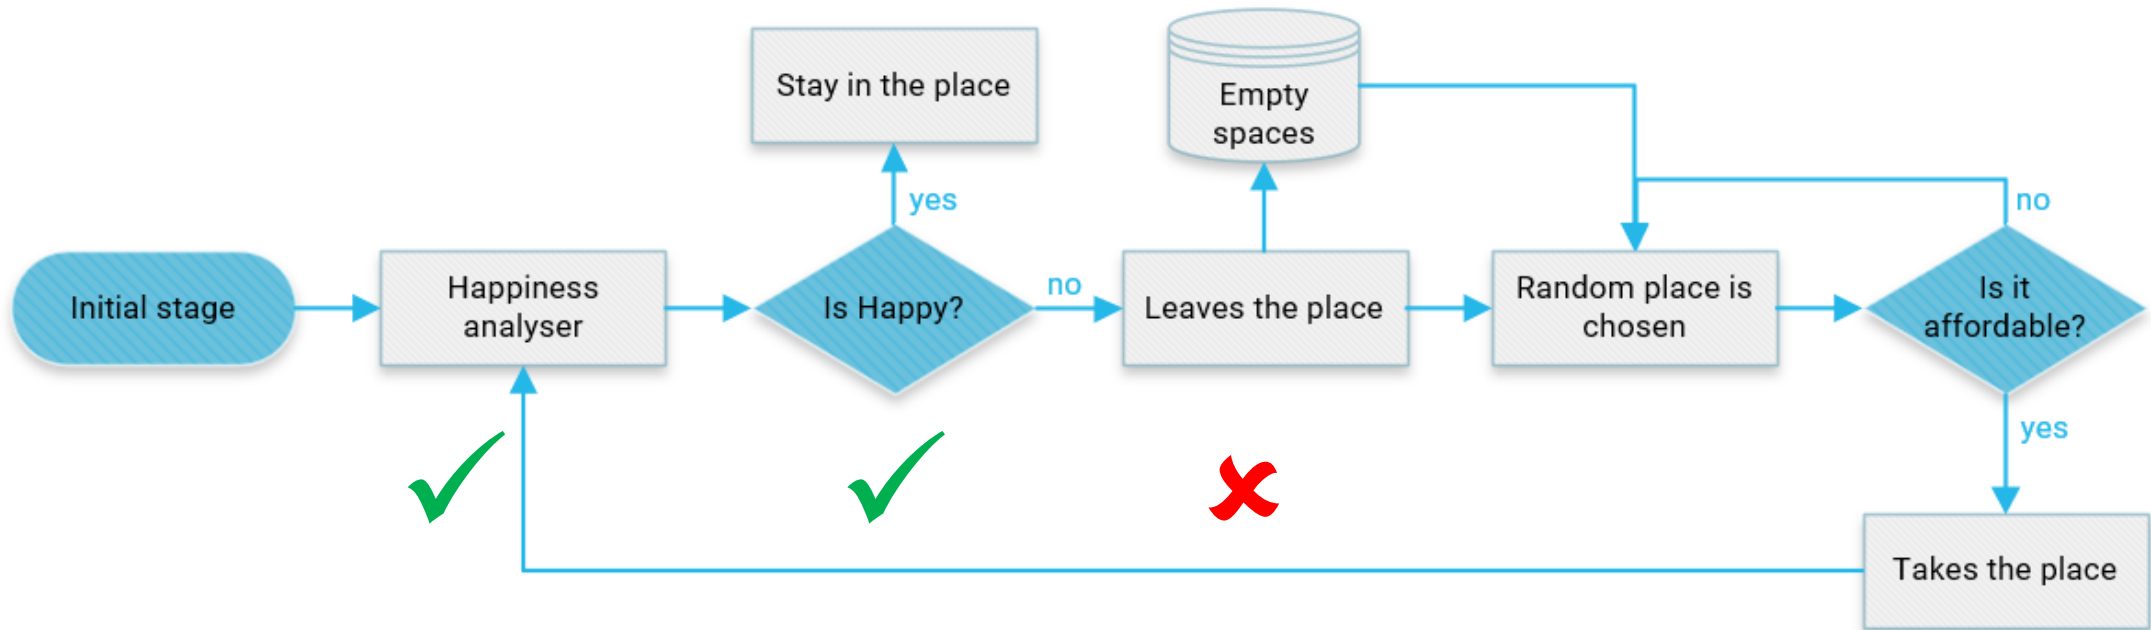 Stay in the place
Empty
spaces
yes
no
Initial stage
Happiness
analyser
Is Happy?
no
Leaves the place
Random place is
chosen
Is it
affordable?
yes
Takes the place